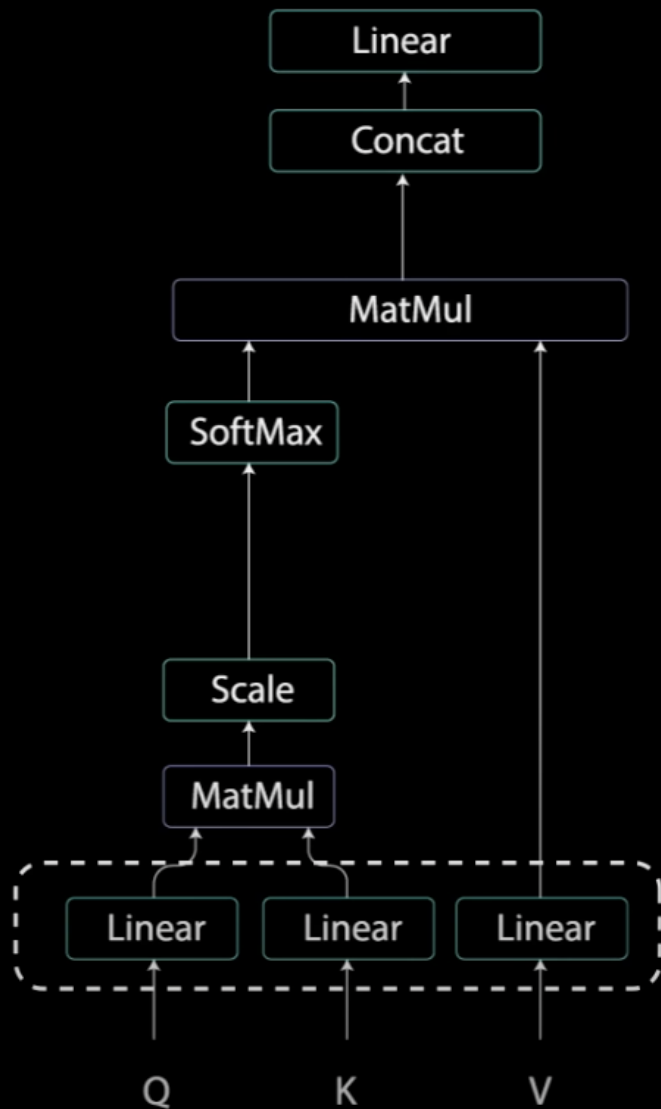 Linear
Concat
MatMul
SoftMax
Scale
MatMul
Linear Linear Linear
Q K V